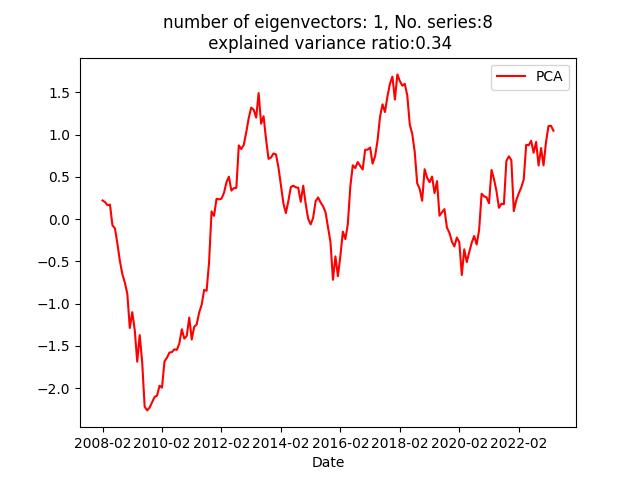 number of eigenvectors: 1, No. series:8
explained variance ratio:0.34
PCA
1.5
1.0
0.5
0.0
−0.5
−1.0
−1.5
−2.0
2008-02 2010-02 2012-02 2014-02 2016-02 2018-02 2020-02 2022-02
Date